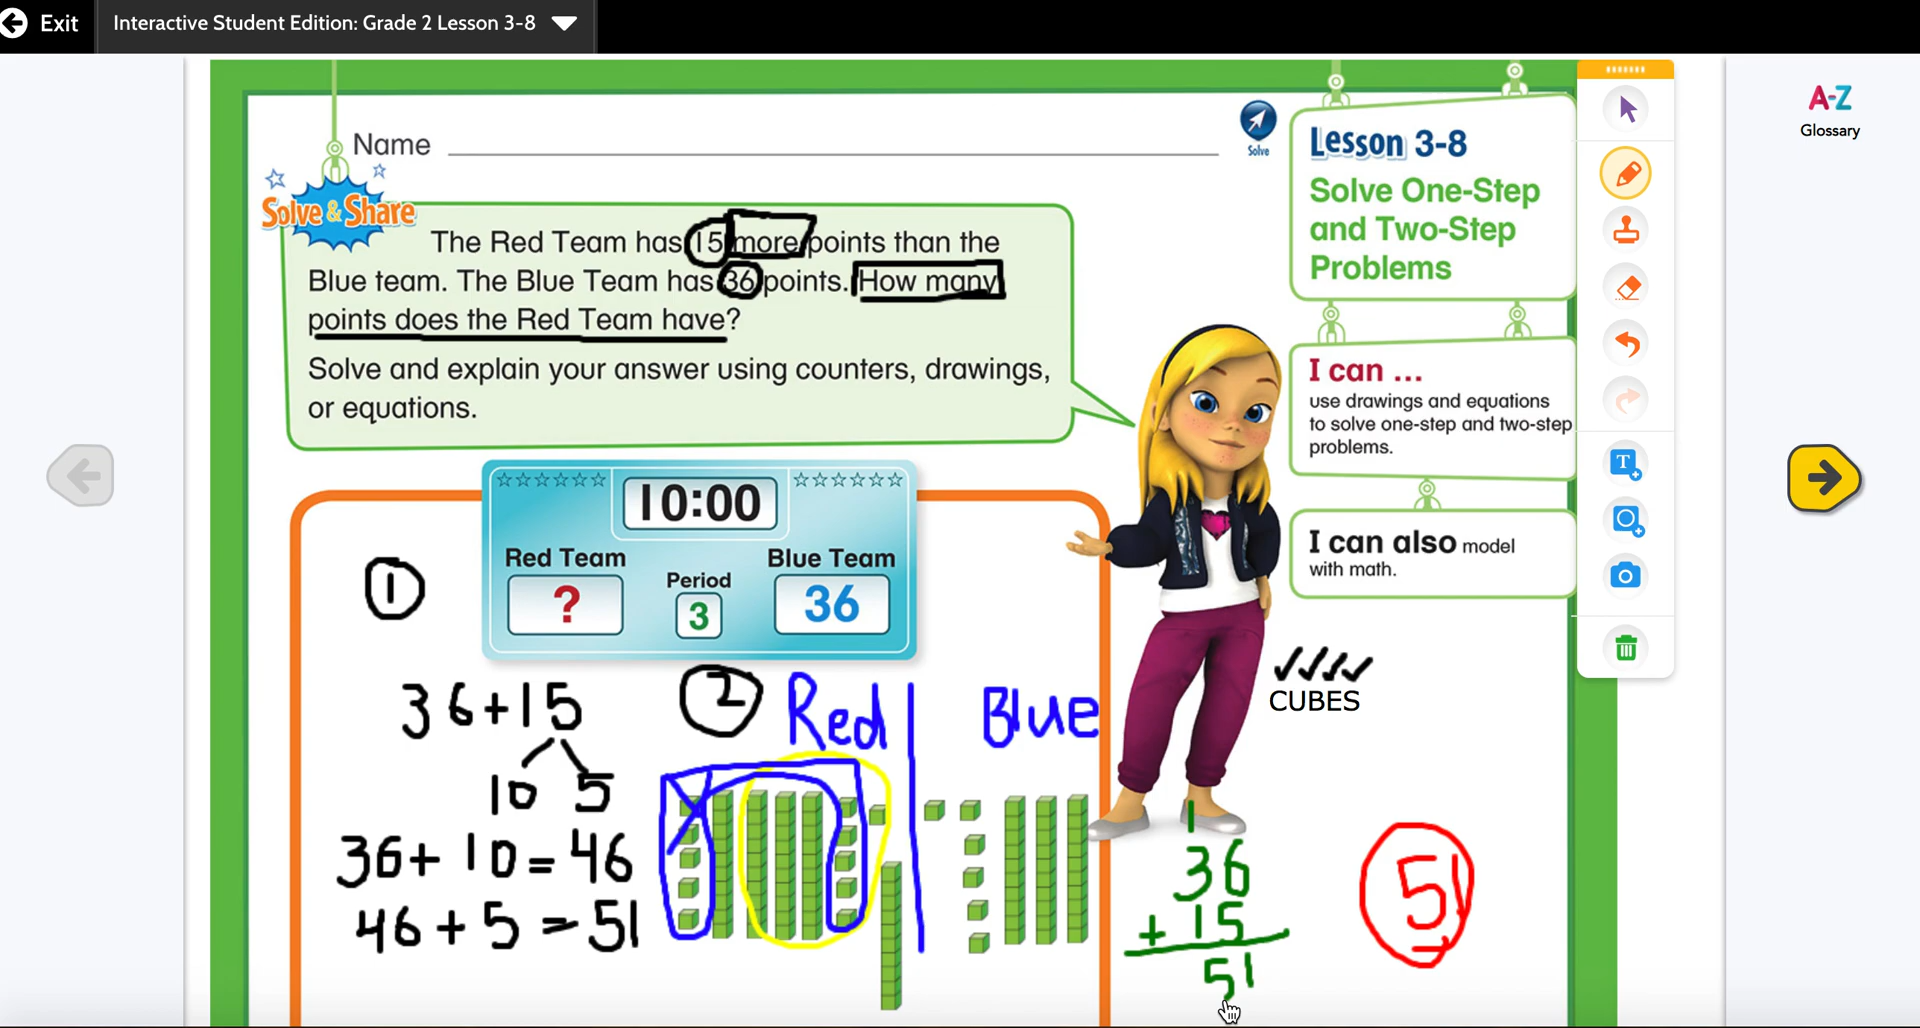 Exit
Interactive Student Edition: Grade 2 Lesson 3-8
A-Z
Glossary
Name
Solve
Solve & Share
The Red Team has 15 more points than the
Blue team. The Blue Team has 36 points. How many
points does the Red Team have?
Solve and explain your answer using counters, drawings,
or equations.
Lesson 3-8
Solve One-Step
and Two-Step
Problems
I can ...
use drawings and equations
to solve one-step and two-step
problems.
I can also model
with math.
T
10:00
Red Team
Period
Blue Team
?
3
36
1
36+15
10 5
36+ 10=46
46+5=51
2
Red
Blue
✓✓✓✓
CUBES
1
36
+ 15
51
51